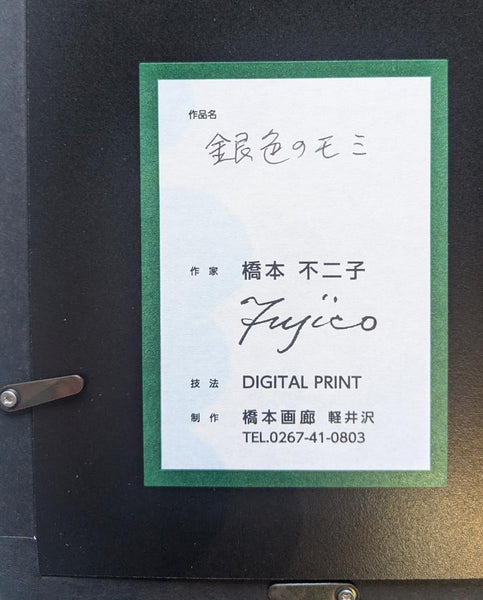 作品名
銀色のモミ
作家 橋本 不二子
Fujico
技法 DIGITAL PRINT
制作 橋本画廊 軽井沢
TEL.0267-41-0803